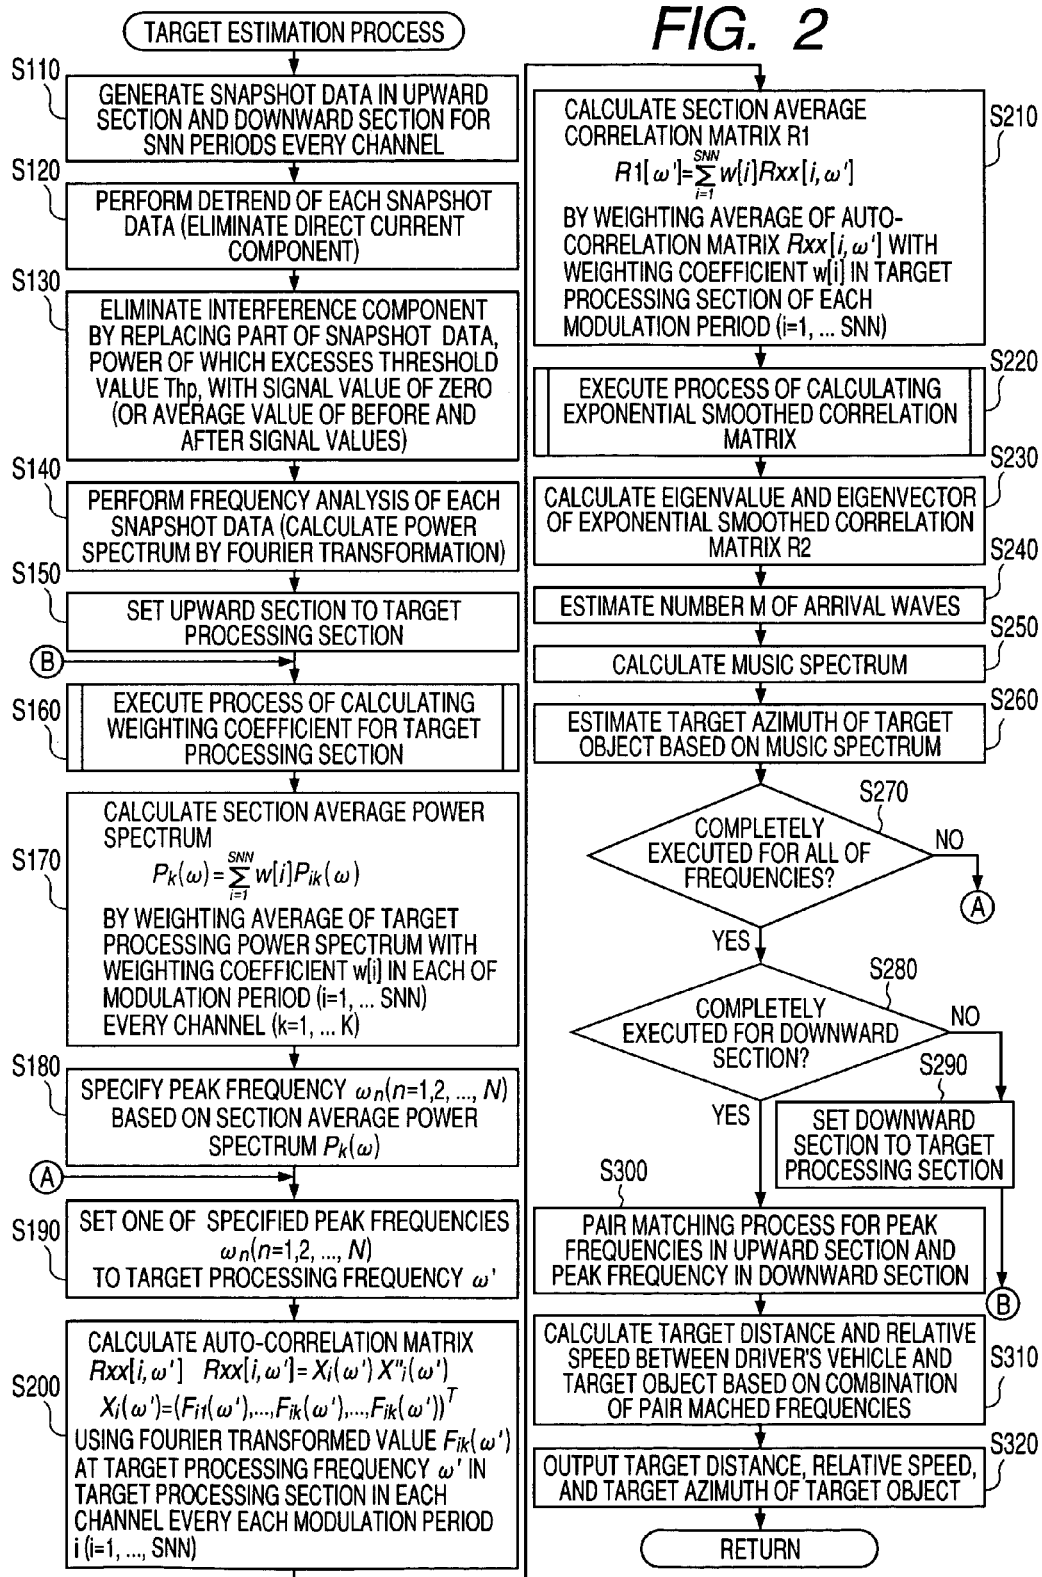 FIG. 2
TARGET ESTIMATION PROCESS
S110
GENERATE SNAPSHOT DATA IN UPWARD
SECTION AND DOWNWARD SECTION FOR
SNN PERIODS EVERY CHANNEL
S120
PERFORM DETREND OF EACH SNAPSHOT
DATA (ELIMINATE DIRECT CURRENT
COMPONENT)
S130
ELIMINATE INTERFERENCE COMPONENT
BY REPLACING PART OF SNAPSHOT DATA,
POWER OF WHICH EXCESSES THRESHOLD
VALUE Thp, WITH SIGNAL VALUE OF ZERO
(OR AVERAGE VALUE OF BEFORE AND
AFTER SIGNAL VALUES)
S140
PERFORM FREQUENCY ANALYSIS OF EACH
SNAPSHOT DATA (CALCULATE POWER
SPECTRUM BY FOURIER TRANSFORMATION)
S150
SET UPWARD SECTION TO TARGET
PROCESSING SECTION
B
S160
EXECUTE PROCESS OF CALCULATING
WEIGHTING COEFFICIENT FOR TARGET
PROCESSING SECTION
S170
CALCULATE SECTION AVERAGE POWER
SPECTRUM
Pk(ω)=∑i=1SNN w[i]Pik(ω)
BY WEIGHTING AVERAGE OF TARGET
PROCESSING POWER SPECTRUM WITH
WEIGHTING COEFFICIENT w[i] IN EACH OF
MODULATION PERIOD (i=1, ... SNN)
EVERY CHANNEL (k=1, ... K)
S180
SPECIFY PEAK FREQUENCY ωn(n=1,2, ..., N)
BASED ON SECTION AVERAGE POWER
SPECTRUM Pk(ω)
A
S190
SET ONE OF SPECIFIED PEAK FREQUENCIES
ωn(n=1,2, ..., N)
TO TARGET PROCESSING FREQUENCY ω'
S200
CALCULATE AUTO-CORRELATION MATRIX
Rxx[i, ω'] Rxx[i, ω']=Xi(ω') X"i(ω')
Xi(ω')=(Fi1(ω'),...,Fik(ω'),...,Fik(ω'))T
USING FOURIER TRANSFORMED VALUE Fik(ω')
AT TARGET PROCESSING FREQUENCY ω' IN
TARGET PROCESSING SECTION IN EACH
CHANNEL EVERY EACH MODULATION PERIOD
i (i=1, ..., SNN)
S210
CALCULATE SECTION AVERAGE
CORRELATION MATRIX R1
R1[ω']=∑i=1SNN w[i]Rxx[i, ω']
BY WEIGHTING AVERAGE OF AUTO-
CORRELATION MATRIX Rxx[i, ω'] WITH
WEIGHTING COEFFICIENT w[i] IN TARGET
PROCESSING SECTION OF EACH
MODULATION PERIOD (i=1, ... SNN)
S220
EXECUTE PROCESS OF CALCULATING
EXPONENTIAL SMOOTHED CORRELATION
MATRIX
S230
CALCULATE EIGENVALUE AND EIGENVECTOR
OF EXPONENTIAL SMOOTHED CORRELATION
MATRIX R2
S240
ESTIMATE NUMBER M OF ARRIVAL WAVES
S250
CALCULATE MUSIC SPECTRUM
S260
ESTIMATE TARGET AZIMUTH OF TARGET
OBJECT BASED ON MUSIC SPECTRUM
S270
COMPLETELY
EXECUTED FOR ALL OF
FREQUENCIES?
NO
A
YES
S280
COMPLETELY
EXECUTED FOR DOWNWARD
SECTION?
NO
YES
S290
SET DOWNWARD
SECTION TO TARGET
PROCESSING SECTION
B
S300
PAIR MATCHING PROCESS FOR PEAK
FREQUENCIES IN UPWARD SECTION AND
PEAK FREQUENCY IN DOWNWARD SECTION
S310
CALCULATE TARGET DISTANCE AND RELATIVE
SPEED BETWEEN DRIVER'S VEHICLE AND
TARGET OBJECT BASED ON COMBINATION
OF PAIR MACHED FREQUENCIES
S320
OUTPUT TARGET DISTANCE, RELATIVE SPEED,
AND TARGET AZIMUTH OF TARGET OBJECT
RETURN